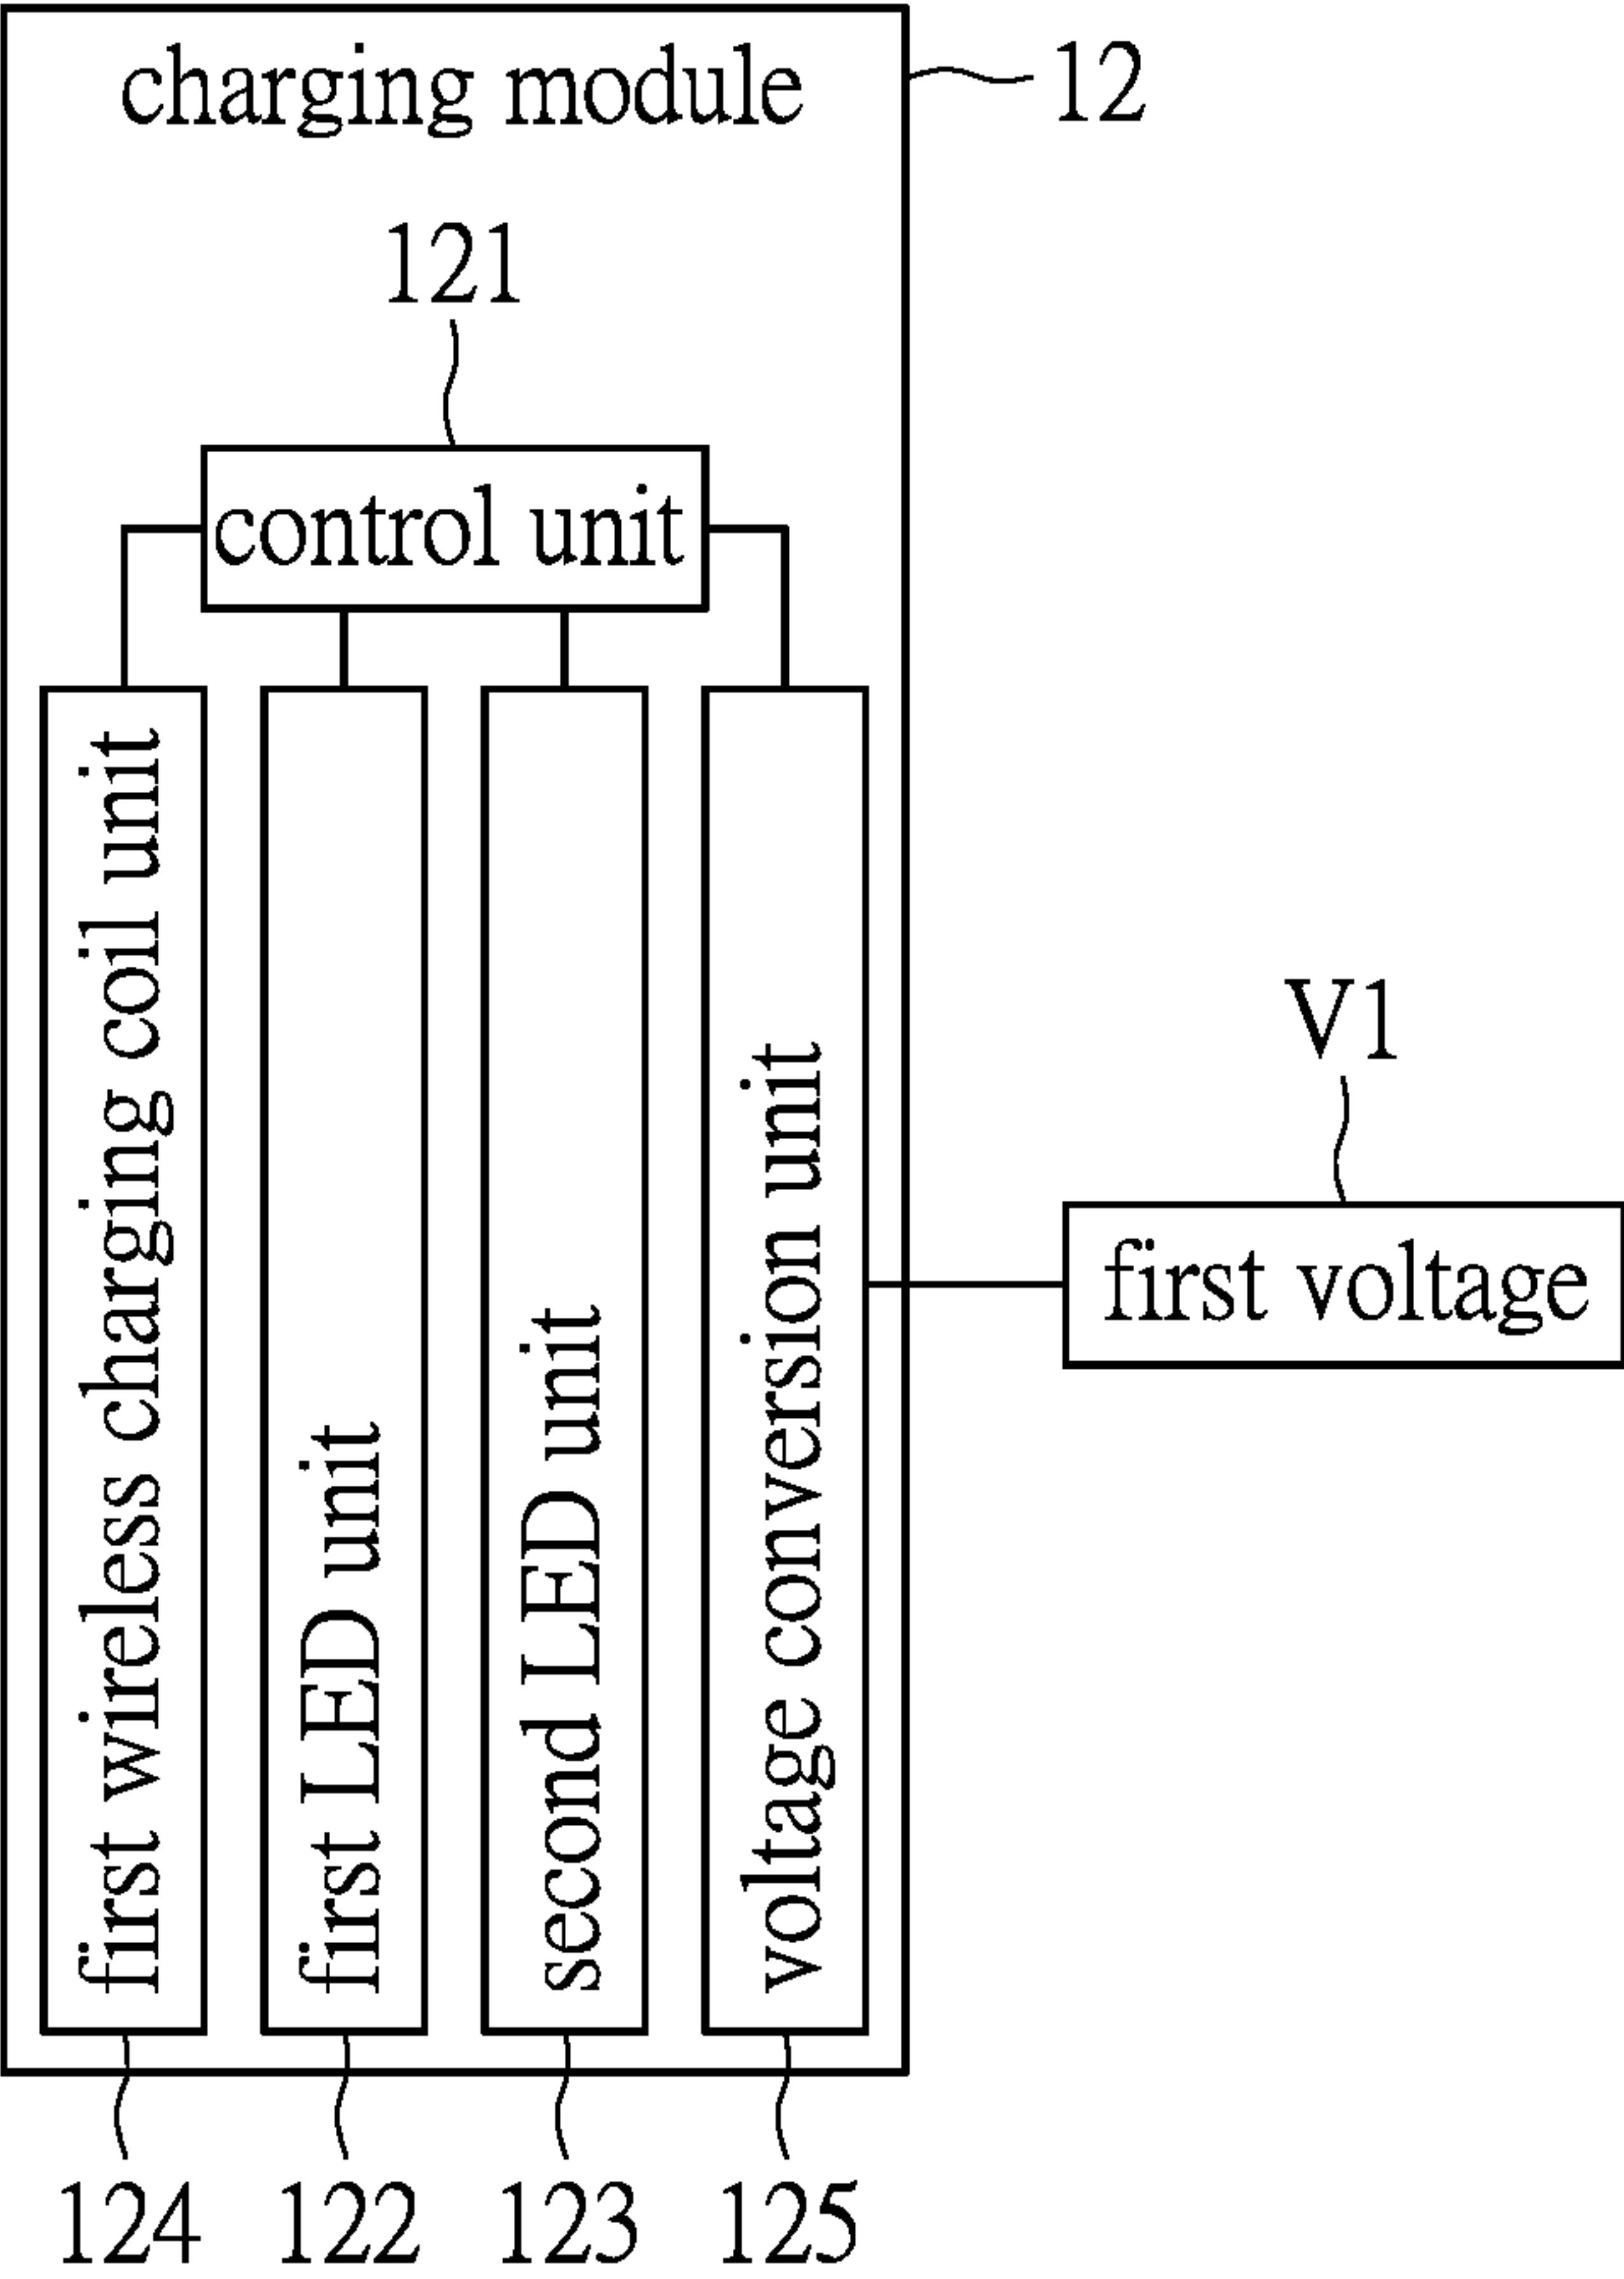 charging module
12
121
control unit
first wireless charging coil unit
first LED unit
second LED unit
voltage conversion unit
V1
first voltage
124
122
123
125